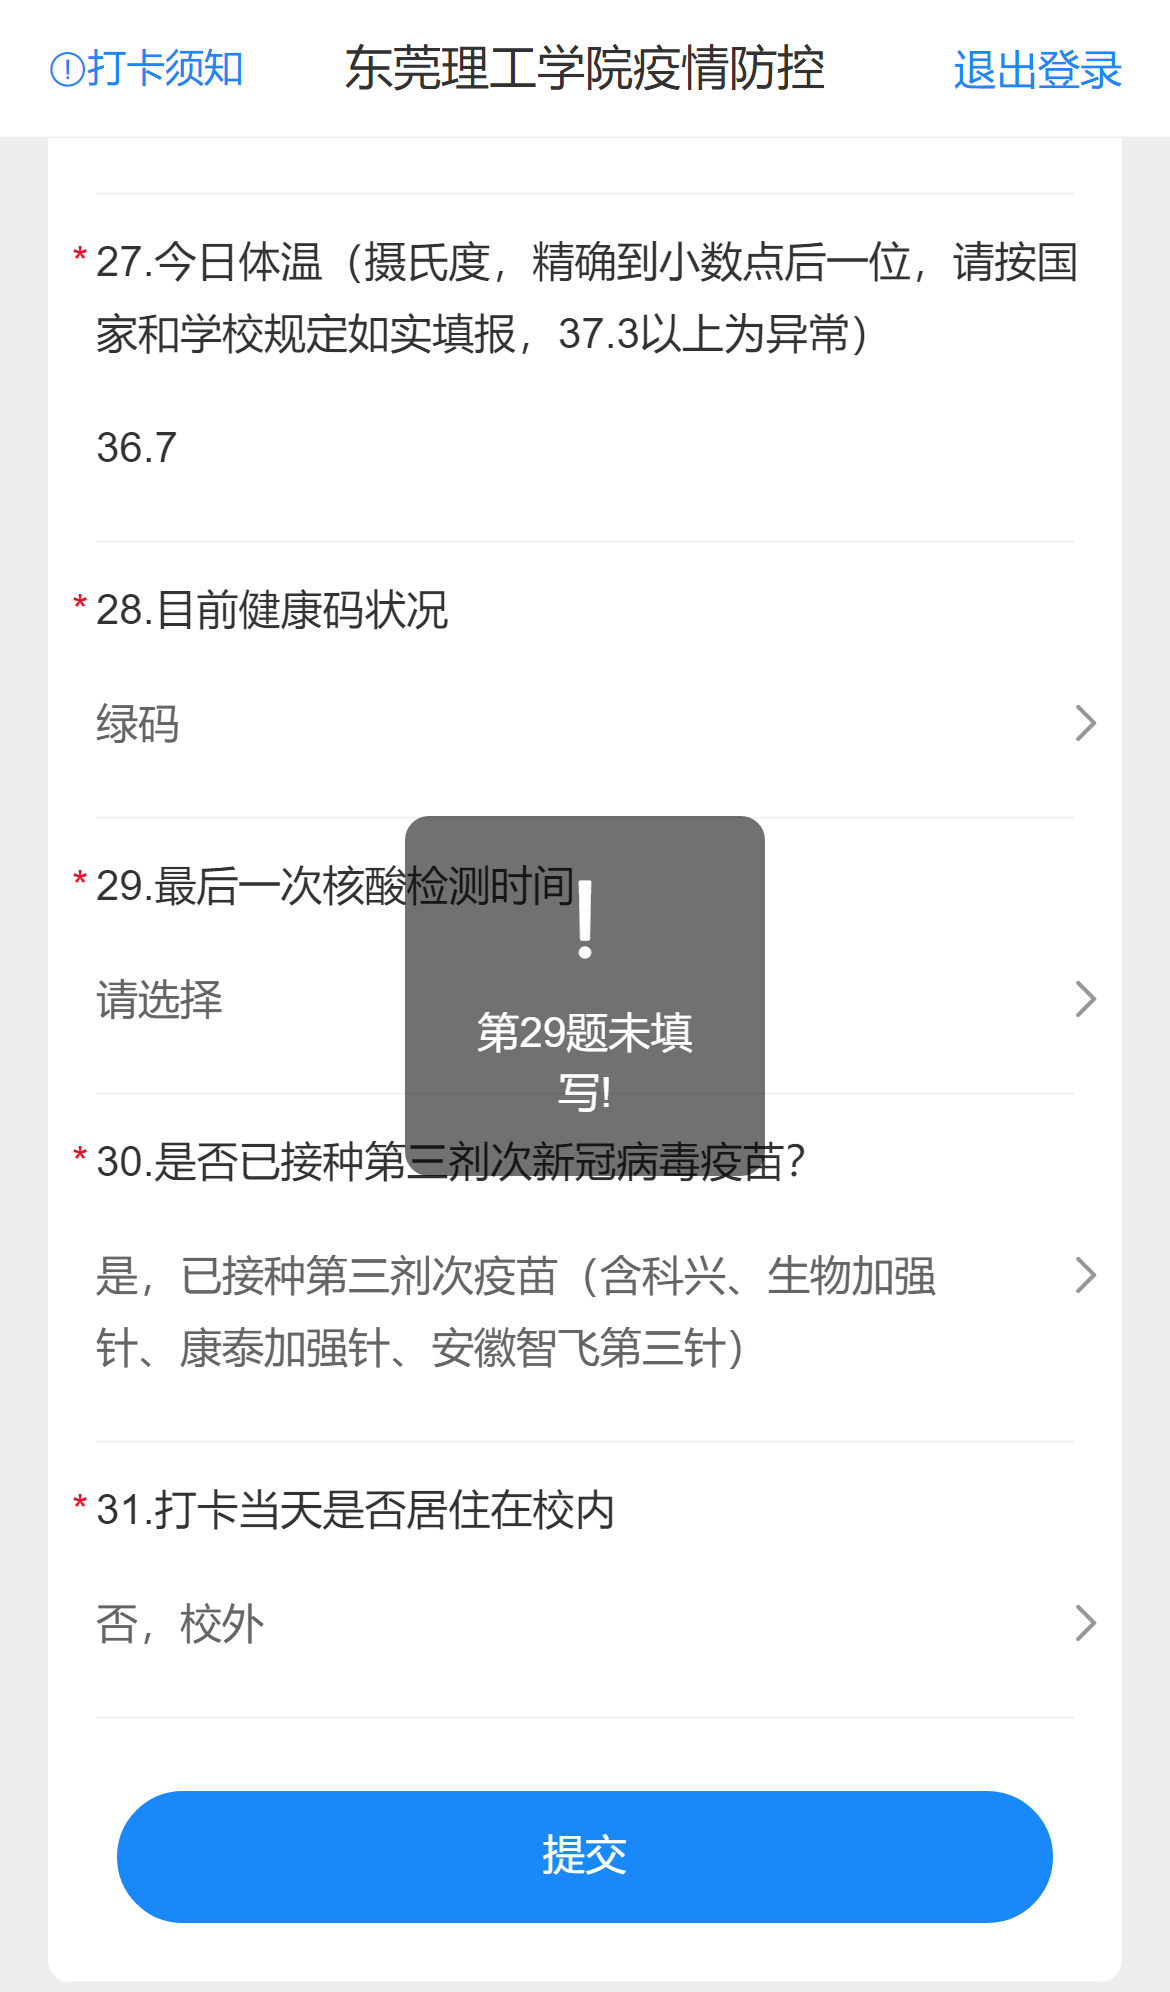 打卡须知 东莞理工学院疫情防控 退出登录
* 27.今日体温（摄氏度，精确到小数点后一位，请按国
家和学校规定如实填报，37.3以上为异常）
36.7
* 28.目前健康码状况
绿码
* 29.最后一次核酸检测时间
请选择
第29题未填
写!
* 30.是否已接种第三剂次新冠病毒疫苗?
是，已接种第三剂次疫苗（含科兴、生物加强
针、康泰加强针、安徽智飞第三针）
* 31.打卡当天是否居住在校内
否，校外
提交